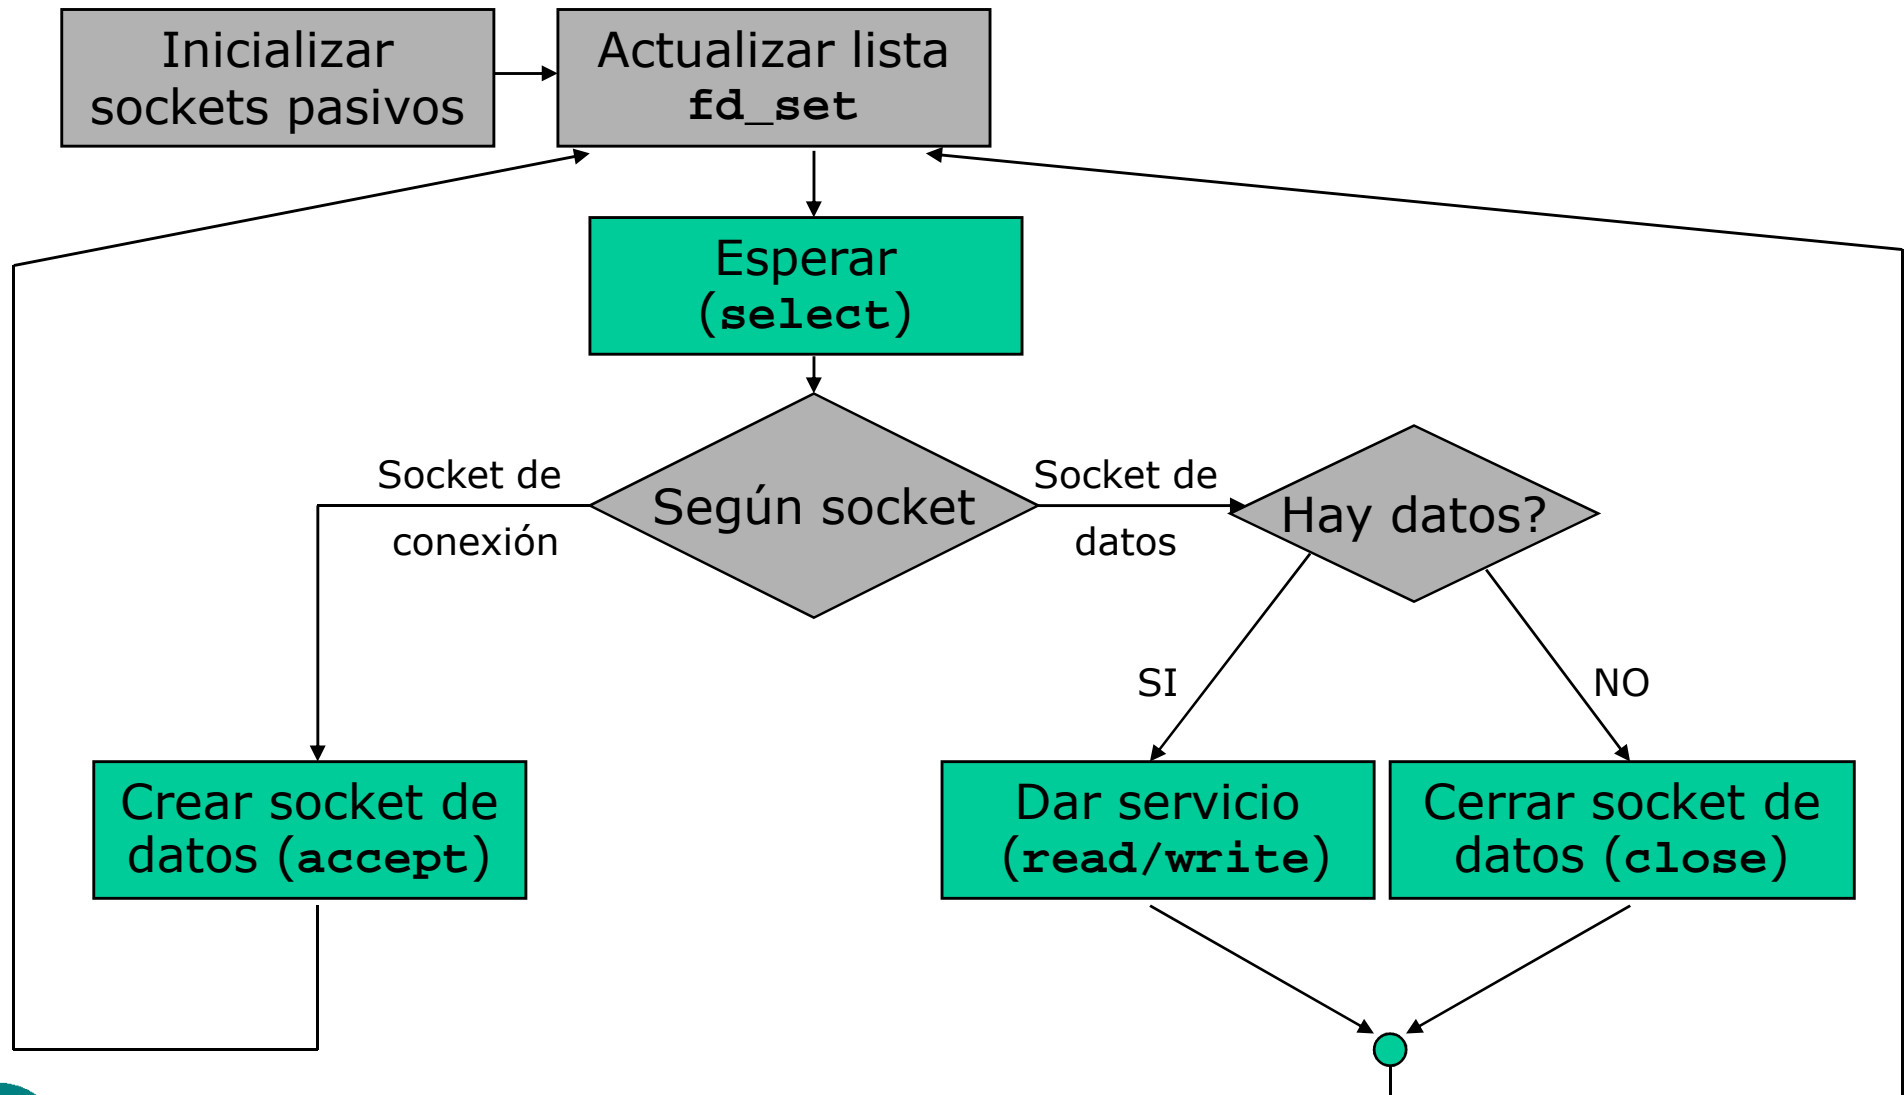 Inicializar
sockets pasivos
Actualizar lista
fd_set
Esperar
(select)
Según socket
Socket de
conexión
Socket de
datos
Hay datos?
SI
NO
Crear socket de
datos (accept)
Dar servicio
(read/write)
Cerrar socket de
datos (close)